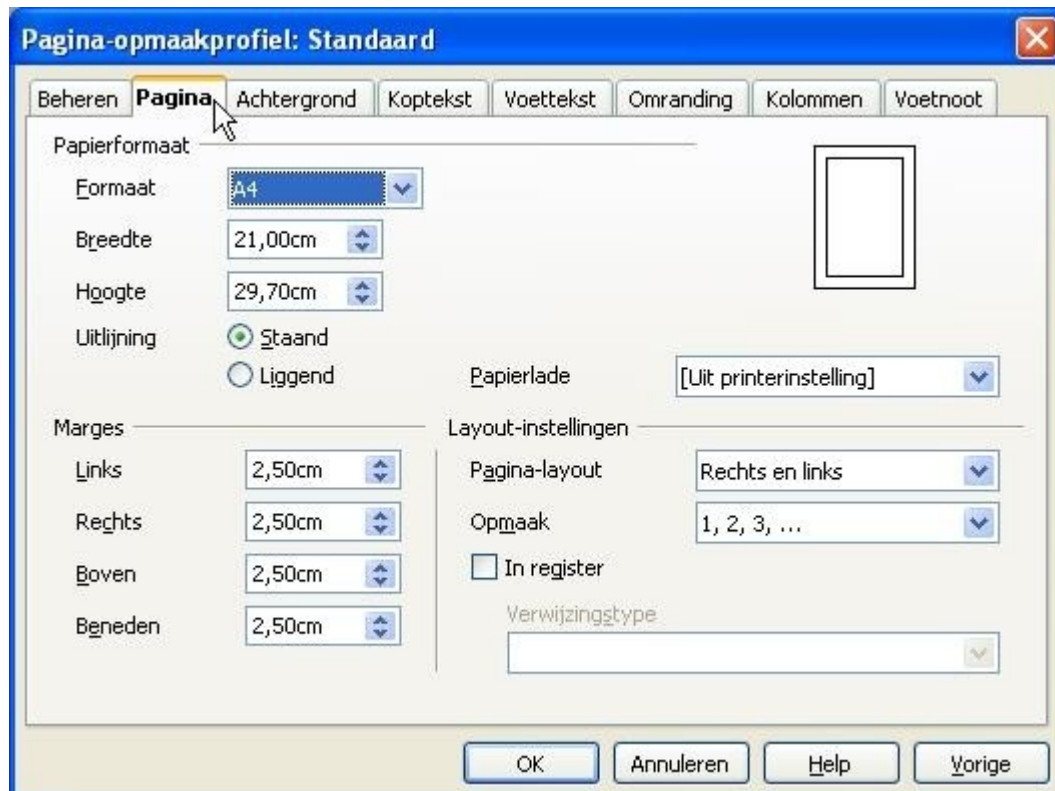 Pagina-opmaakprofiel: Standaard
Beheren Pagina Achtergrond Koptekst Voettekst Omranding Kolommen Voetnoot
Papierformaat
Formaat A4
Breedte 21,00cm
Hoogte 29,70cm
Uitlijning Staand
Liggend Papierlade [Uit printerinstelling]
Marges Layout-instellingen
Links 2,50cm Pagina-layout Rechts en links
Rechts 2,50cm Opmaak 1, 2, 3, ...
Boven 2,50cm In register
Beneden 2,50cm Verwijzingstype
OK Annuleren Help Vorige